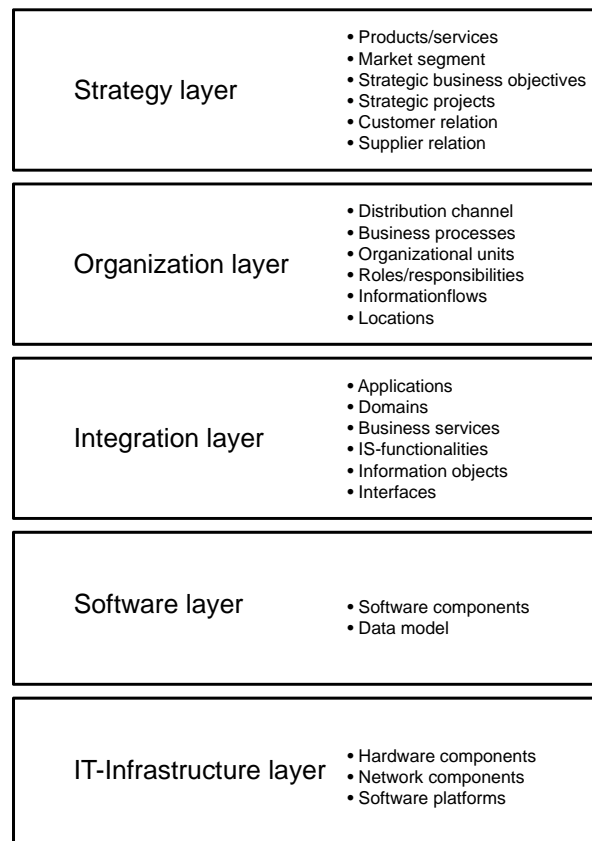 Strategy layer
• Products/services
• Market segment
• Strategic business objectives
• Strategic projects
• Customer relation
• Supplier relation
Organization layer
• Distribution channel
• Business processes
• Organizational units
• Roles/responsibilities
• Informationflows
• Locations
Integration layer
• Applications
• Domains
• Business services
• IS-functionalities
• Information objects
• Interfaces
Software layer
• Software components
• Data model
IT-Infrastructure layer
• Hardware components
• Network components
• Software platforms